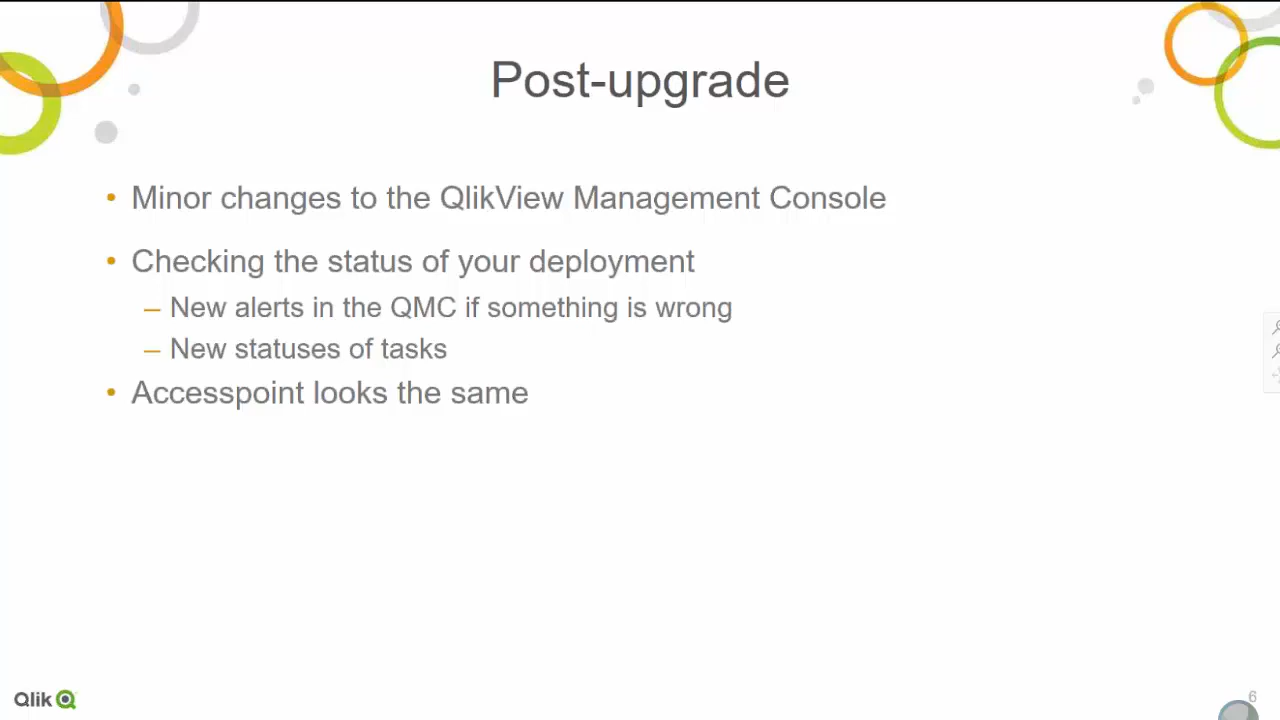 Post-upgrade
• Minor changes to the QlikView Management Console
• Checking the status of your deployment
– New alerts in the QMC if something is wrong
– New statuses of tasks
• Accesspoint looks the same
Qlik
6